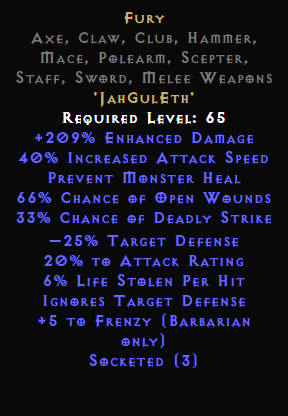 Fury
Axe, Claw, Club, Hammer,
Mace, Polearm, Scepter,
Staff, Sword, Melee Weapons
'JahGulEth'
Required Level: 65
+209% Enhanced Damage
40% Increased Attack Speed
Prevent Monster Heal
66% Chance of Open Wounds
33% Chance of Deadly Strike
-25% Target Defense
20% to Attack Rating
6% Life Stolen Per Hit
Ignores Target Defense
+5 to Frenzy (Barbarian
only)
Socketed (3)